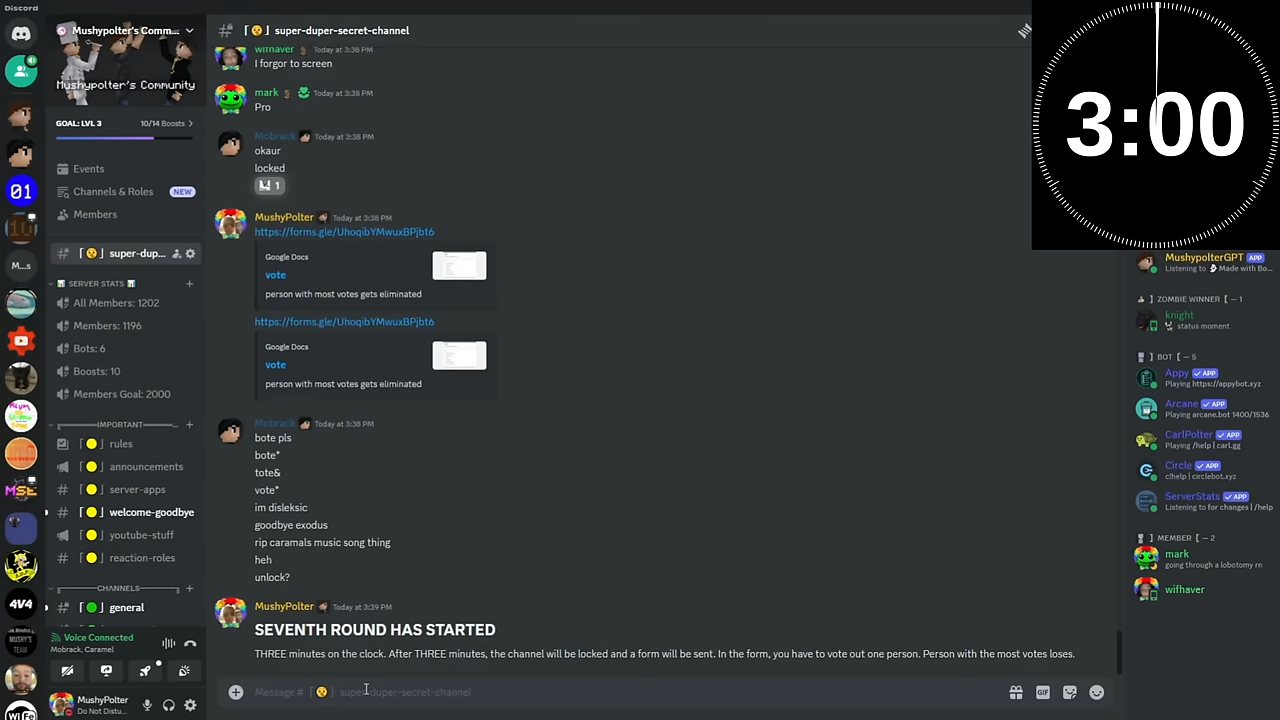 Discord
Mushypolter's Comm...
Mushypolter's Community
GOAL: LVL 3
10/14 Boosts
Events
Channels & Roles
NEW
Members
super-dup...
SERVER STATS
All Members: 1202
Members: 1196
Bots: 6
Boosts: 10
Members Goal: 2000
IMPORTANT
rules
announcements
server-apps
welcome-goodbye
youtube-stuff
reaction-roles
CHANNELS
general
Voice Connected
Mobrack, Caramel
MushyPolter
Do Not Distu...
01
M...s
4V4
super-duper-secret-channel
wifhaver Today at 3:38 PM
I forgor to screen
mark Today at 3:38 PM
Pro
Mobrack Today at 3:38 PM
okaur
locked
1
MushyPolter Today at 3:38 PM
https://forms.gle/UhoqibYMwuxBPjbt6
Google Docs
vote
person with most votes gets eliminated
https://forms.gle/UhoqibYMwuxBPjbt6
Google Docs
vote
person with most votes gets eliminated
Mobrack Today at 3:38 PM
bote pls
bote*
tote&
vote*
im disleksic
goodbye exodus
rip caramals music song thing
heh
unlock?
MushyPolter Today at 3:39 PM
SEVENTH ROUND HAS STARTED
THREE minutes on the clock. After THREE minutes, the channel will be locked and a form will be sent. In the form, you have to vote out one person. Person with the most votes loses.
Message # super-duper-secret-channel
GIF
3:00
MushypolterGPT APP
Listening to Made with Bo...
ZOMBIE WINNER [ — 1
knight
status moment
BOT [ — 5
Appy APP
Playing https://appybot.xyz
Arcane APP
Playing arcane.bot 1400/1536
CarlPolter APP
Playing /help | carl.gg
Circle APP
c!help | circlebot.xyz
ServerStats APP
Listening to for changes | /help
MEMBER [ — 2
mark
going through a lobotomy rn
wifhaver